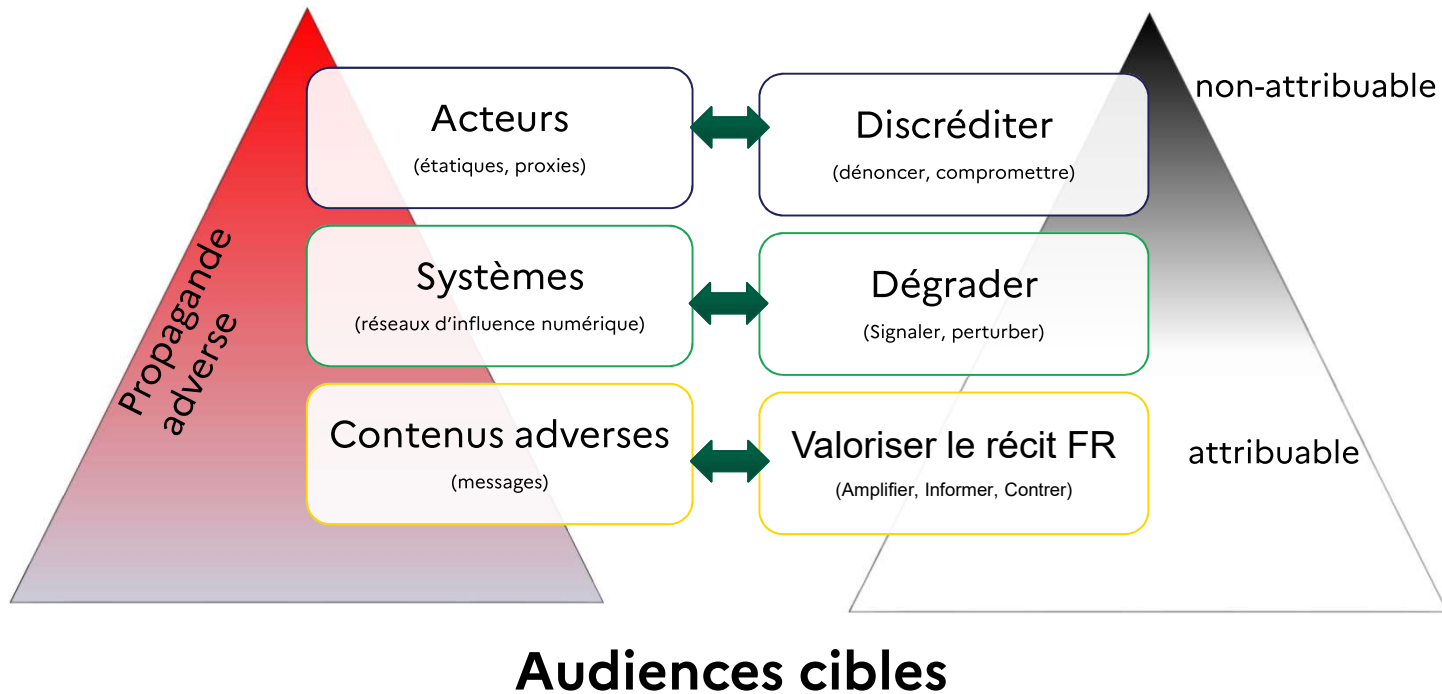 non-attribuable
Acteurs
(étatiques, proxies)
Discréditer
(dénoncer, compromettre)
Propagande
adverse
Systèmes
(réseaux d’influence numérique)
Dégrader
(Signaler, perturber)
Contenus adverses
(messages)
Valoriser le récit FR
(Amplifier, Informer, Contrer)
attribuable
Audiences cibles